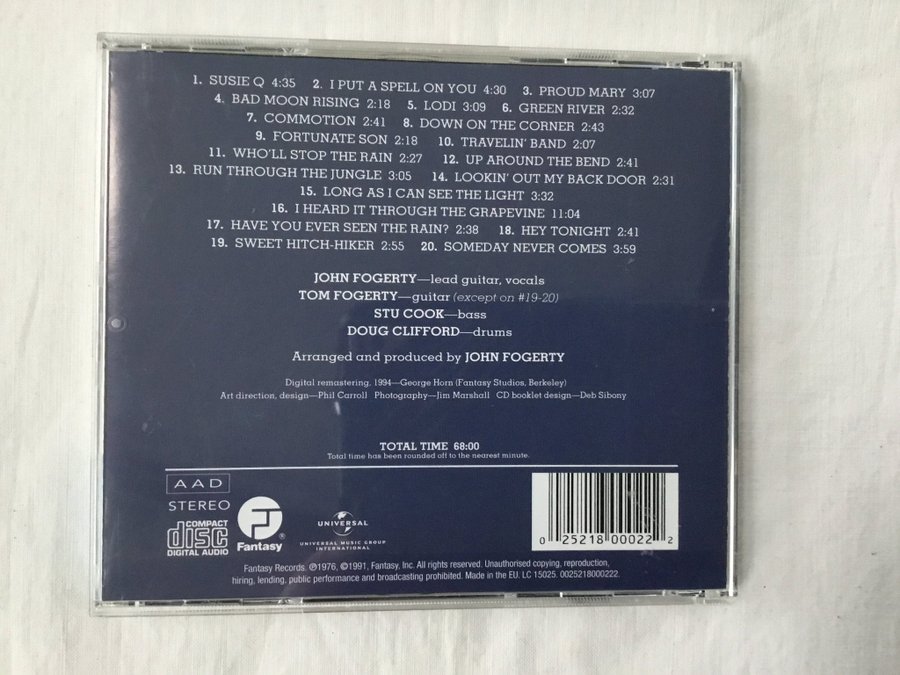 1. SUSIE Q 4:35 2. I PUT A SPELL ON YOU 4:30 3. PROUD MARY 3:07
4. BAD MOON RISING 2:18 5. LODI 3:09 6. GREEN RIVER 2:32
7. COMMOTION 2:41 8. DOWN ON THE CORNER 2:43
9. FORTUNATE SON 2:18 10. TRAVELIN' BAND 2:07
11. WHO'LL STOP THE RAIN 2:27 12. UP AROUND THE BEND 2:41
13. RUN THROUGH THE JUNGLE 3:05 14. LOOKIN' OUT MY BACK DOOR 2:31
15. LONG AS I CAN SEE THE LIGHT 3:32
16. I HEARD IT THROUGH THE GRAPEVINE 11:04
17. HAVE YOU EVER SEEN THE RAIN? 2:38 18. HEY TONIGHT 2:41
19. SWEET HITCH-HIKER 2:55 20. SOMEDAY NEVER COMES 3:59
JOHN FOGERTY—lead guitar, vocals
TOM FOGERTY—guitar (except on #19-20)
STU COOK—bass
DOUG CLIFFORD—drums
Arranged and produced by JOHN FOGERTY
Digital remastering, 1994—George Horn (Fantasy Studios, Berkeley)
Art direction, design—Phil Carroll Photography—Jim Marshall CD booklet design—Deb Sibony
TOTAL TIME 68:00
Total time has been rounded off to the nearest minute.
AAD
STEREO
COMPACT
disc
DIGITAL AUDIO
Fantasy®
UNIVERSAL
UNIVERSAL MUSIC GROUP
INTERNATIONAL
0 25218 00022 2
Fantasy Records. ℗1976, ©1991, Fantasy, Inc. All rights reserved. Unauthorised copying, reproduction,
hiring, lending, public performance and broadcasting prohibited. Made in the EU. LC 15025. 0025218000222.